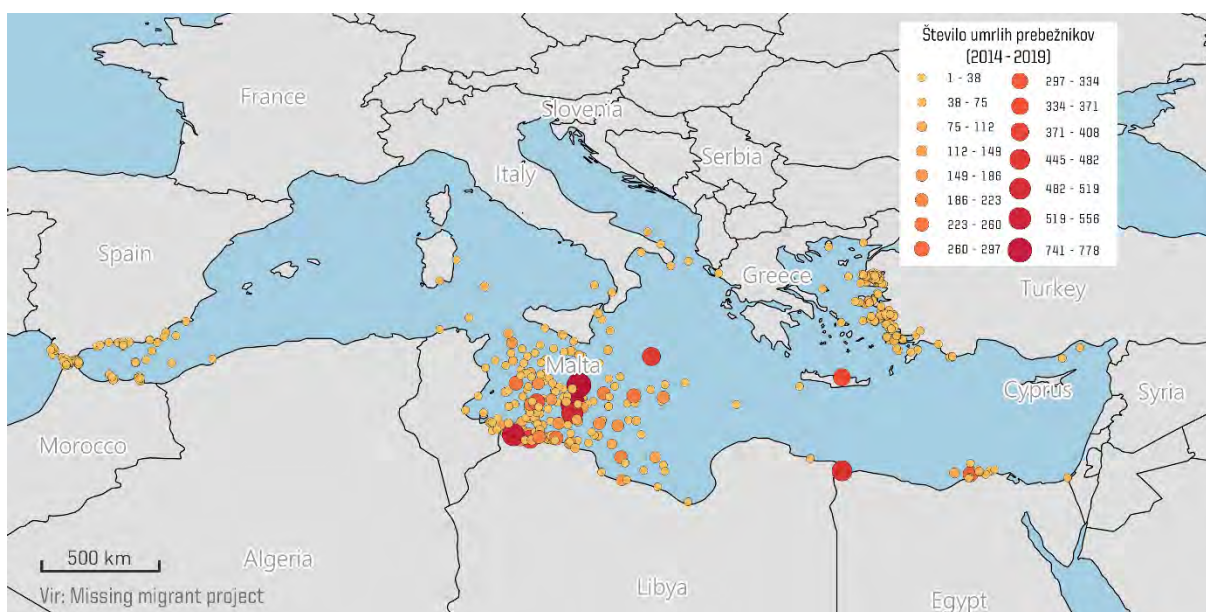 Število umrlih prebežnikov
(2014 - 2019)
1 - 38
38 - 75
75 - 112
112 - 149
149 - 186
186 - 223
223 - 260
260 - 297
297 - 334
334 - 371
371 - 408
445 - 482
482 - 519
519 - 556
741 - 778
France
Slovenia
Serbia
Italy
Spain
Greece
Turkey
Malta
Cyprus
Syria
Morocco
Algeria
Libya
Egypt
500 km
Vir: Missing migrant project